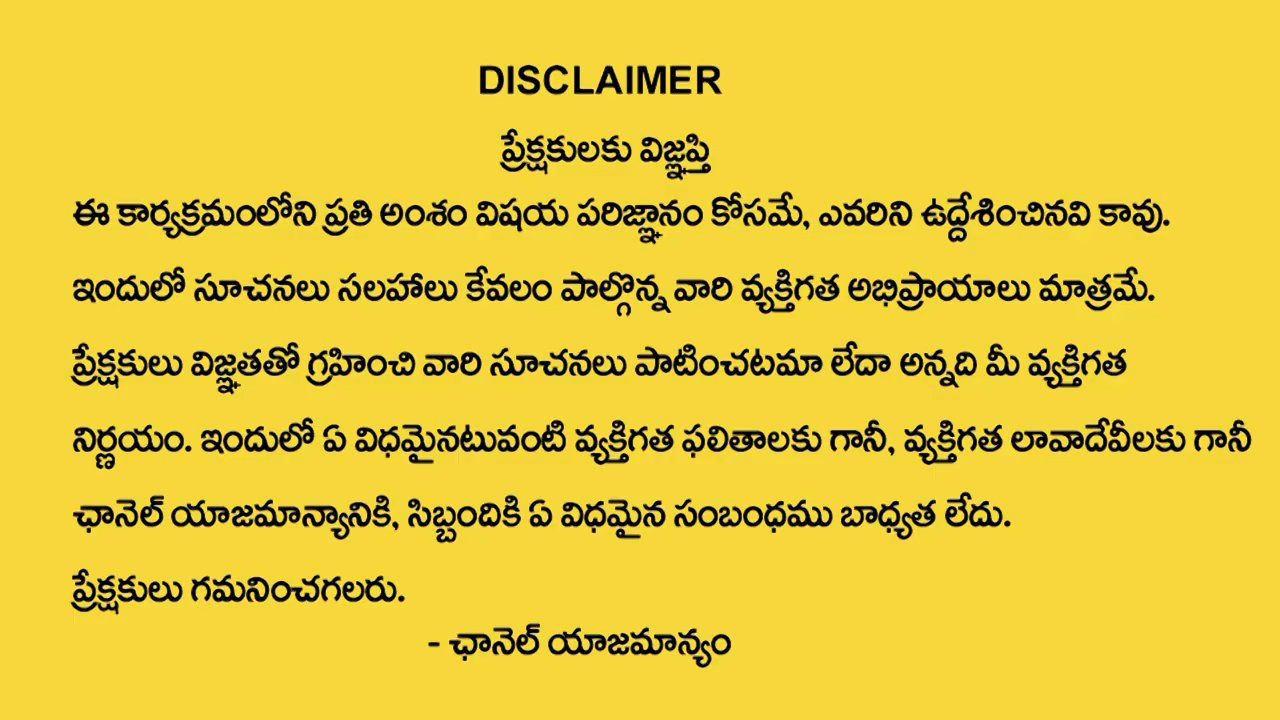 DISCLAIMER
ప్రేక్షకులకు విజ్ఞప్తి
ఈ కార్యక్రమంలోని ప్రతి అంశం విషయ పరిజ్ఞానం కోసమే, ఎవరిని ఉద్దేశించినవి కావు.
ఇందులో సూచనలు సలహాలు కేవలం పాల్గొన్న వారి వ్యక్తిగత అభిప్రాయాలు మాత్రమే.
ప్రేక్షకులు విజ్ఞతతో గ్రహించి వారి సూచనలు పాటించటమా లేదా అన్నది మీ వ్యక్తిగత
నిర్ణయం. ఇందులో ఏ విధమైనటువంటి వ్యక్తిగత ఫలితాలకు గానీ, వ్యక్తిగత లావాదేవీలకు గానీ
ఛానెల్ యాజమాన్యానికి, సిబ్బందికి ఏ విధమైన సంబంధము బాధ్యత లేదు.
ప్రేక్షకులు గమనించగలరు.
- ఛానెల్ యాజమాన్యం